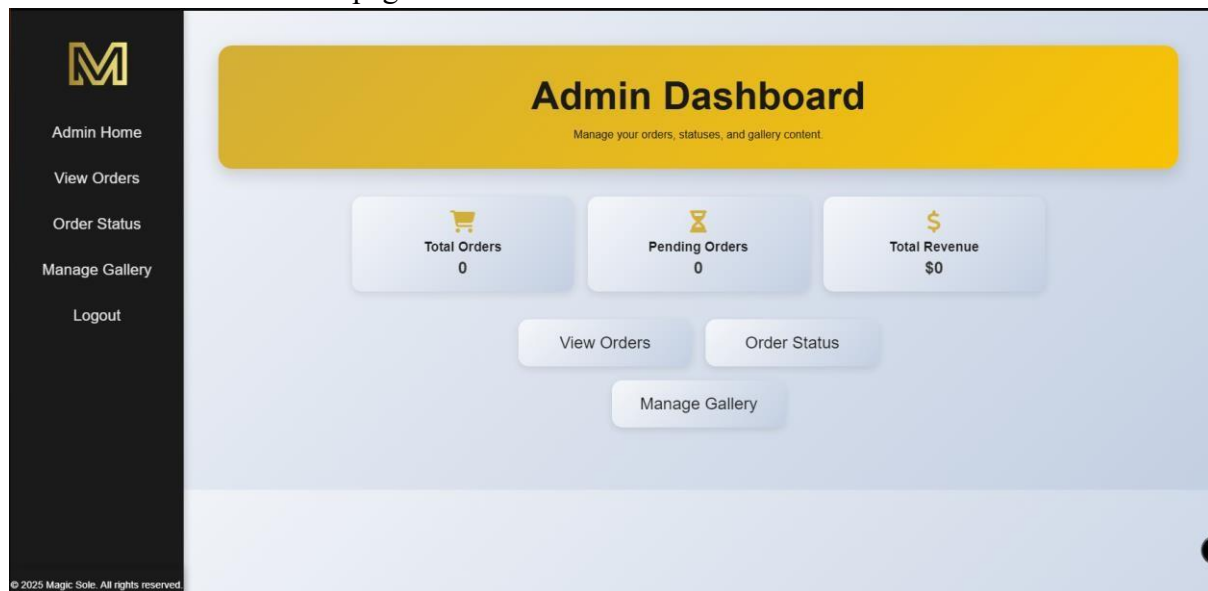 M
Admin Home
View Orders
Order Status
Manage Gallery
Logout
© 2025 Magic Sole. All rights reserved.
Admin Dashboard
Manage your orders, statuses, and gallery content.
Total Orders
0
Pending Orders
0
Total Revenue
$0
View Orders
Order Status
Manage Gallery